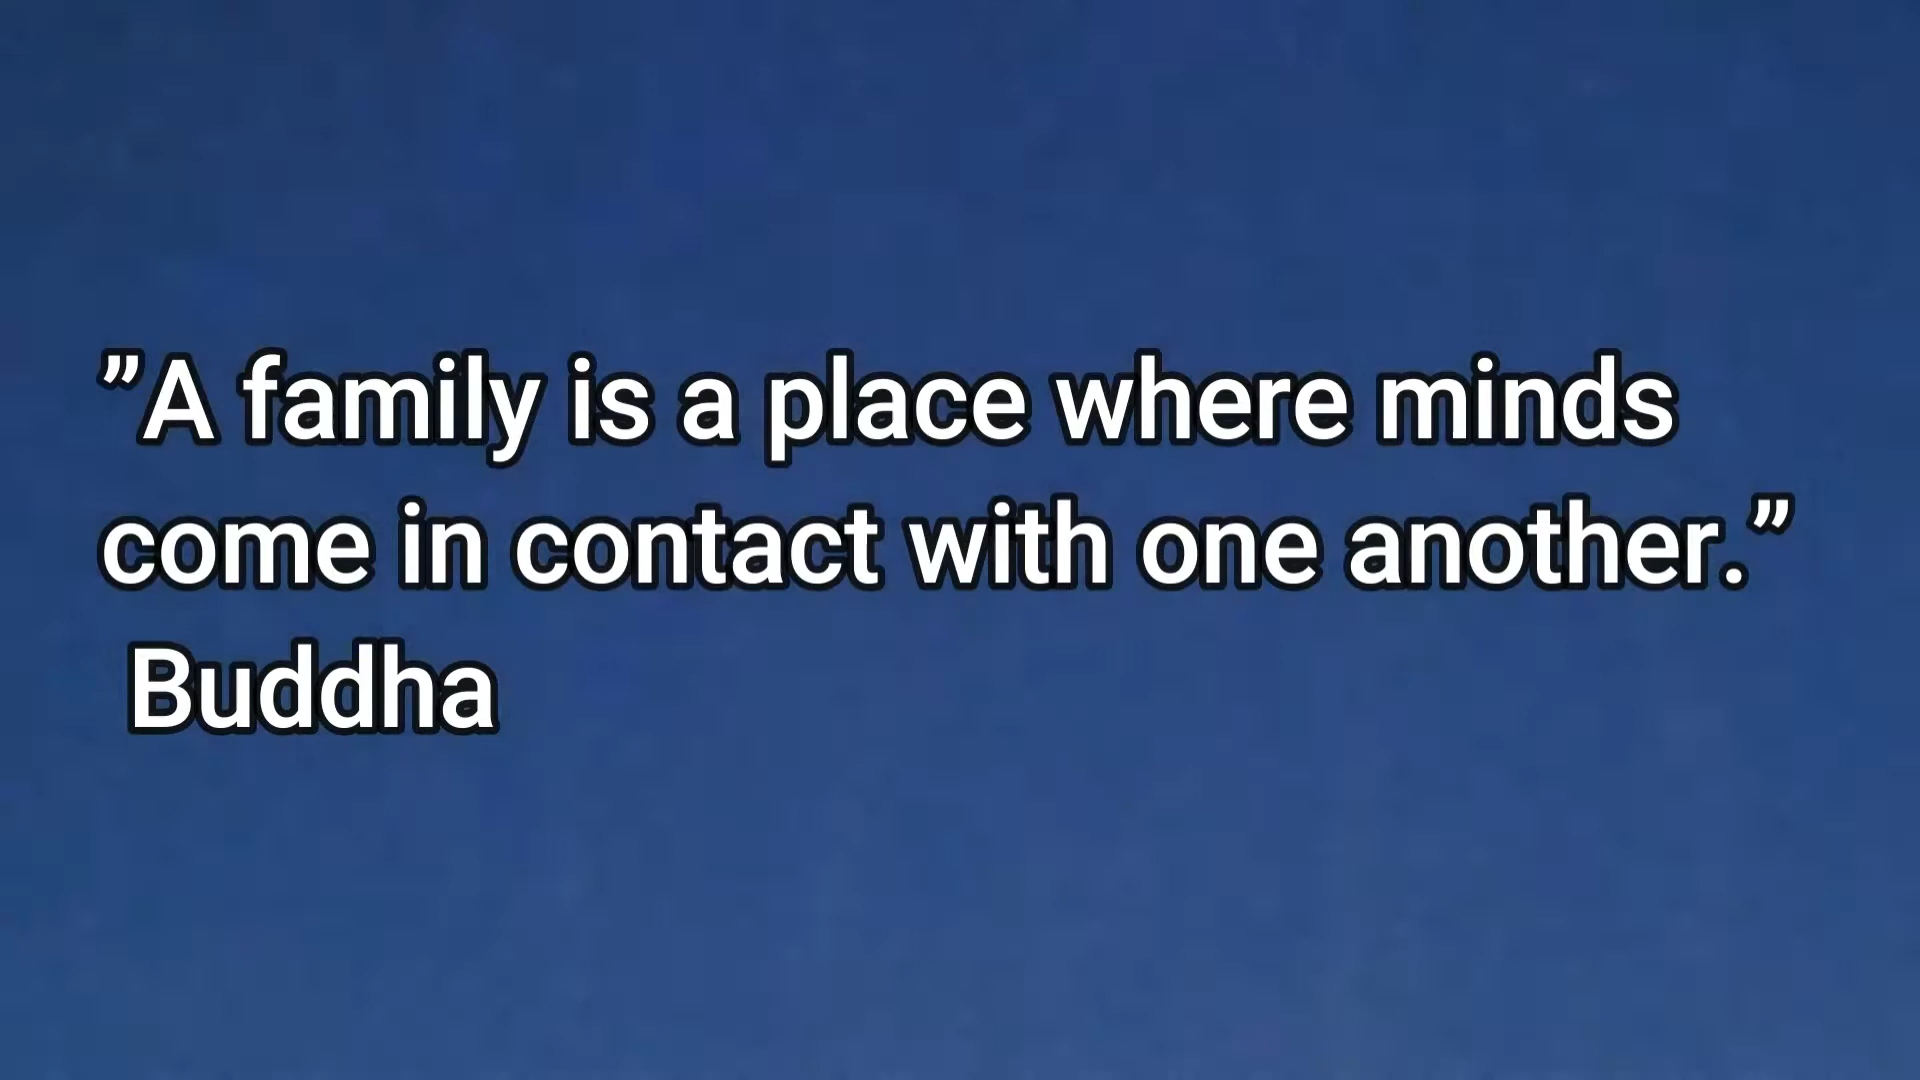 ”A family is a place where minds
come in contact with one another.”
Buddha